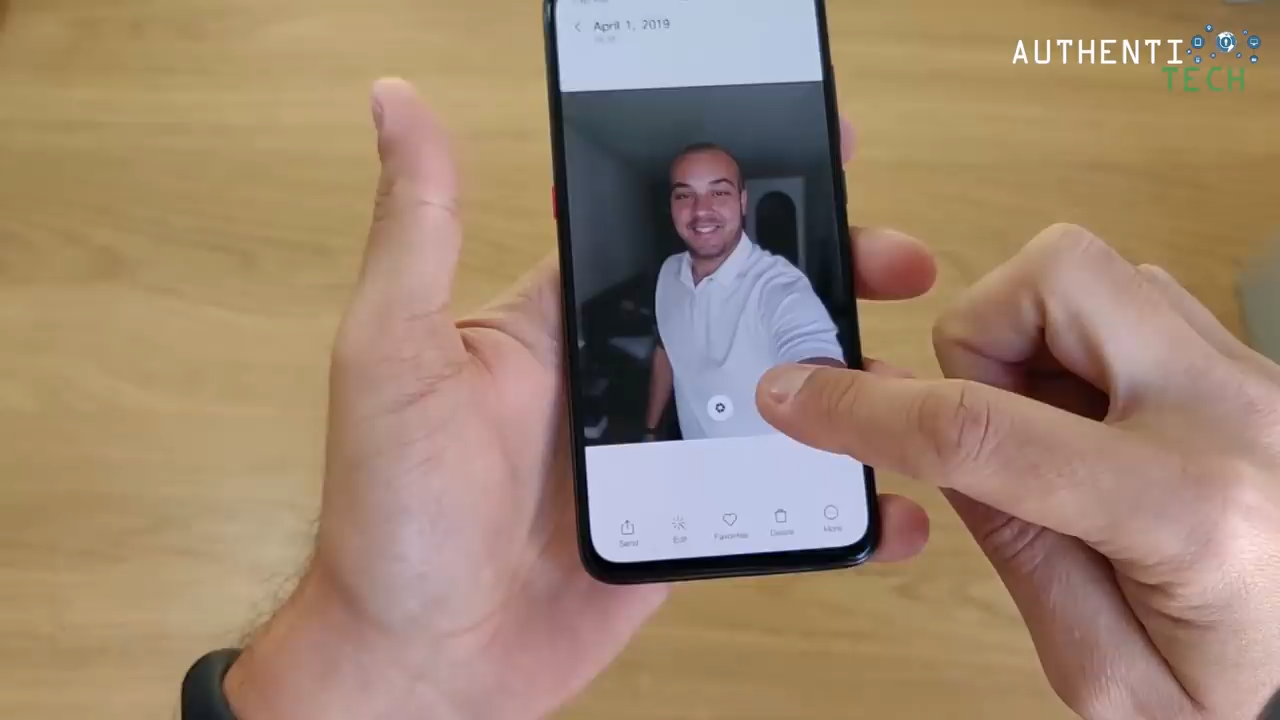 April 1, 2019
AUTHENTI
TECH
Send
Edit
Favorites
Delete
More